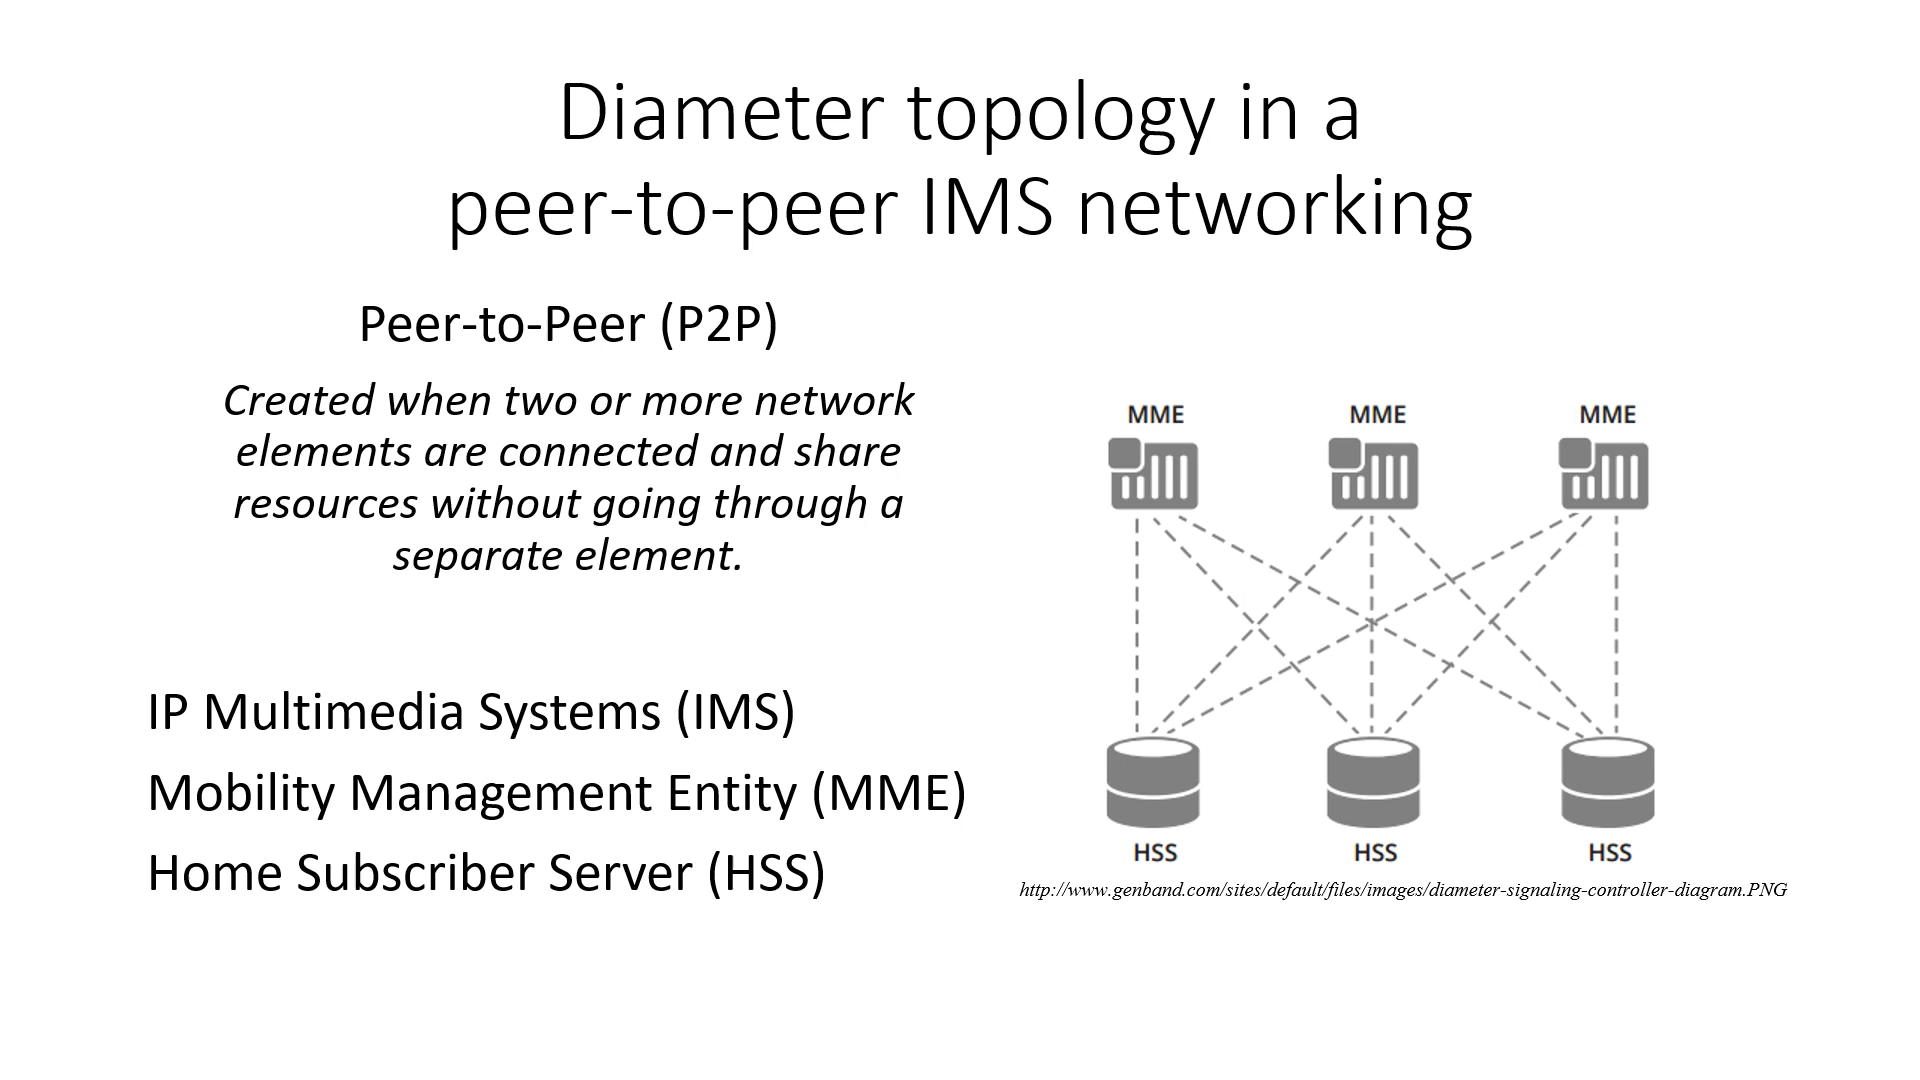 Diameter topology in a
peer-to-peer IMS networking
Peer-to-Peer (P2P)
Created when two or more network
elements are connected and share
resources without going through a
separate element.
IP Multimedia Systems (IMS)
Mobility Management Entity (MME)
Home Subscriber Server (HSS)
MME MME MME
HSS HSS HSS
http://www.genband.com/sites/default/files/images/diameter-signaling-controller-diagram.PNG